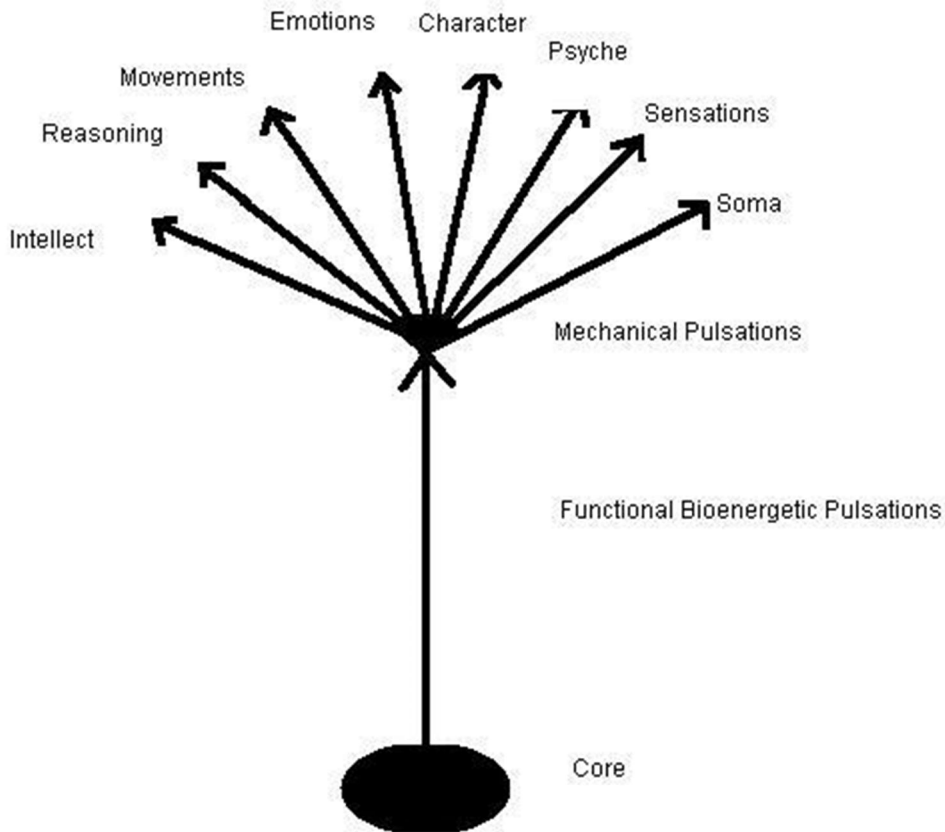 Emotions
Character
Psyche
Movements
Sensations
Reasoning
Soma
Intellect
Mechanical Pulsations
Functional Bioenergetic Pulsations
Core